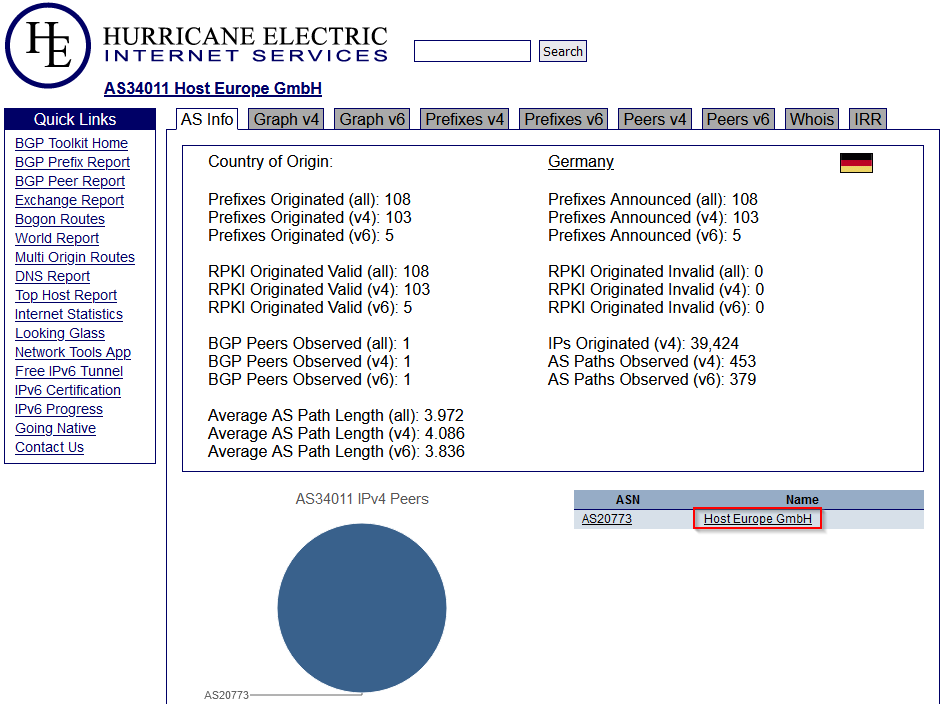 HE
HURRICANE ELECTRIC
INTERNET SERVICES
Search
AS34011 Host Europe GmbH
Quick Links
BGP Toolkit Home
BGP Prefix Report
BGP Peer Report
Exchange Report
Bogon Routes
World Report
Multi Origin Routes
DNS Report
Top Host Report
Internet Statistics
Looking Glass
Network Tools App
Free IPv6 Tunnel
IPv6 Certification
IPv6 Progress
Going Native
Contact Us
AS Info Graph v4 Graph v6 Prefixes v4 Prefixes v6 Peers v4 Peers v6 Whois IRR
Country of Origin: Germany
Prefixes Originated (all): 108 Prefixes Announced (all): 108
Prefixes Originated (v4): 103 Prefixes Announced (v4): 103
Prefixes Originated (v6): 5 Prefixes Announced (v6): 5
RPKI Originated Valid (all): 108 RPKI Originated Invalid (all): 0
RPKI Originated Valid (v4): 103 RPKI Originated Invalid (v4): 0
RPKI Originated Valid (v6): 5 RPKI Originated Invalid (v6): 0
BGP Peers Observed (all): 1 IPs Originated (v4): 39,424
BGP Peers Observed (v4): 1 AS Paths Observed (v4): 453
BGP Peers Observed (v6): 1 AS Paths Observed (v6): 379
Average AS Path Length (all): 3.972
Average AS Path Length (v4): 4.086
Average AS Path Length (v6): 3.836
AS34011 IPv4 Peers
AS20773
ASN Name
AS20773 Host Europe GmbH